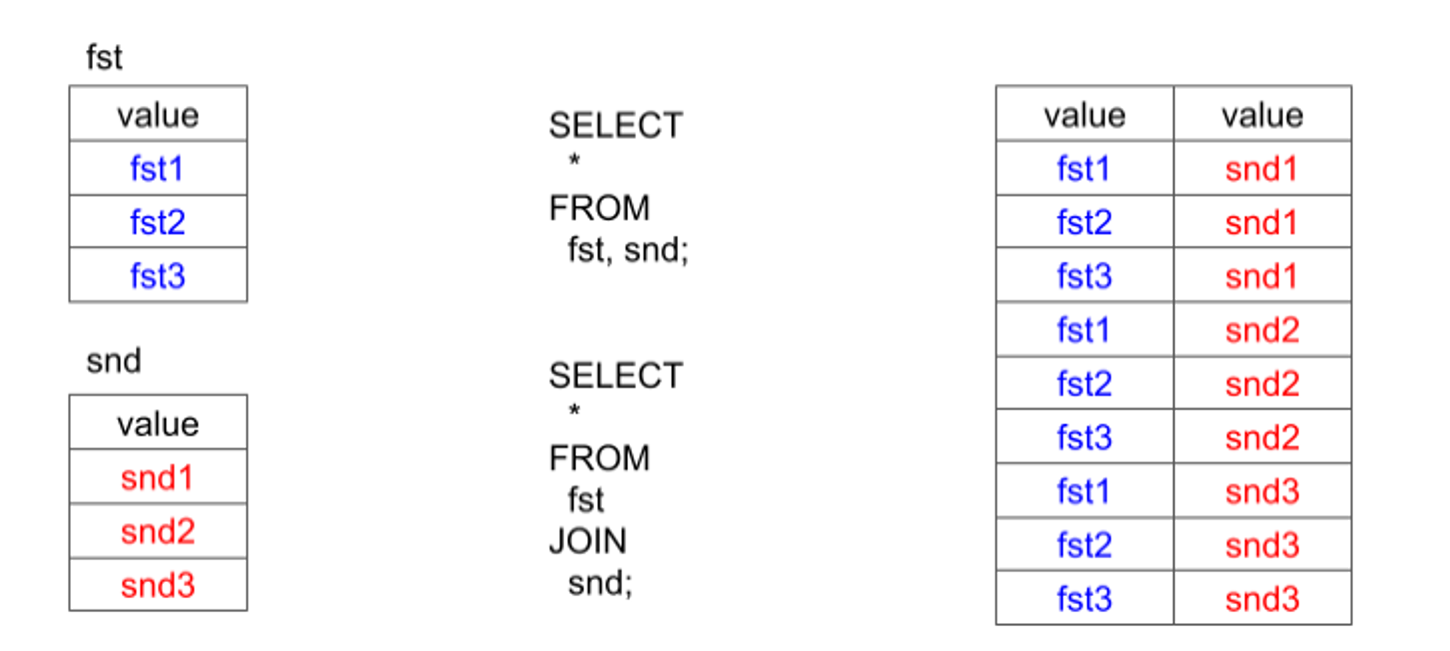 fst
value
fst1
fst2
fst3
snd
value
snd1
snd2
snd3
SELECT
*
FROM
fst, snd;
SELECT
*
FROM
fst
JOIN
snd;
value value
fst1 snd1
fst2 snd1
fst3 snd1
fst1 snd2
fst2 snd2
fst3 snd2
fst1 snd3
fst2 snd3
fst3 snd3